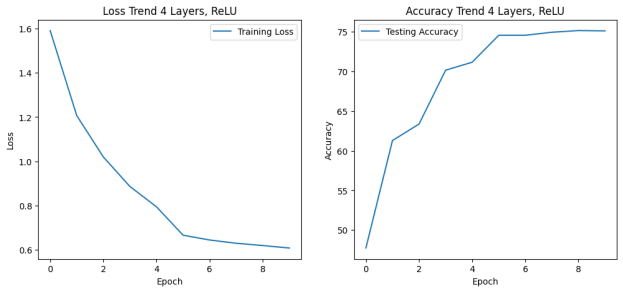 Loss Trend 4 Layers, ReLU
Training Loss
1.6
1.4
1.2
1.0
0.8
0.6
Loss
0 2 4 6 8
Epoch
Accuracy Trend 4 Layers, ReLU
Testing Accuracy
75
70
65
60
55
50
Accuracy
0 2 4 6 8
Epoch